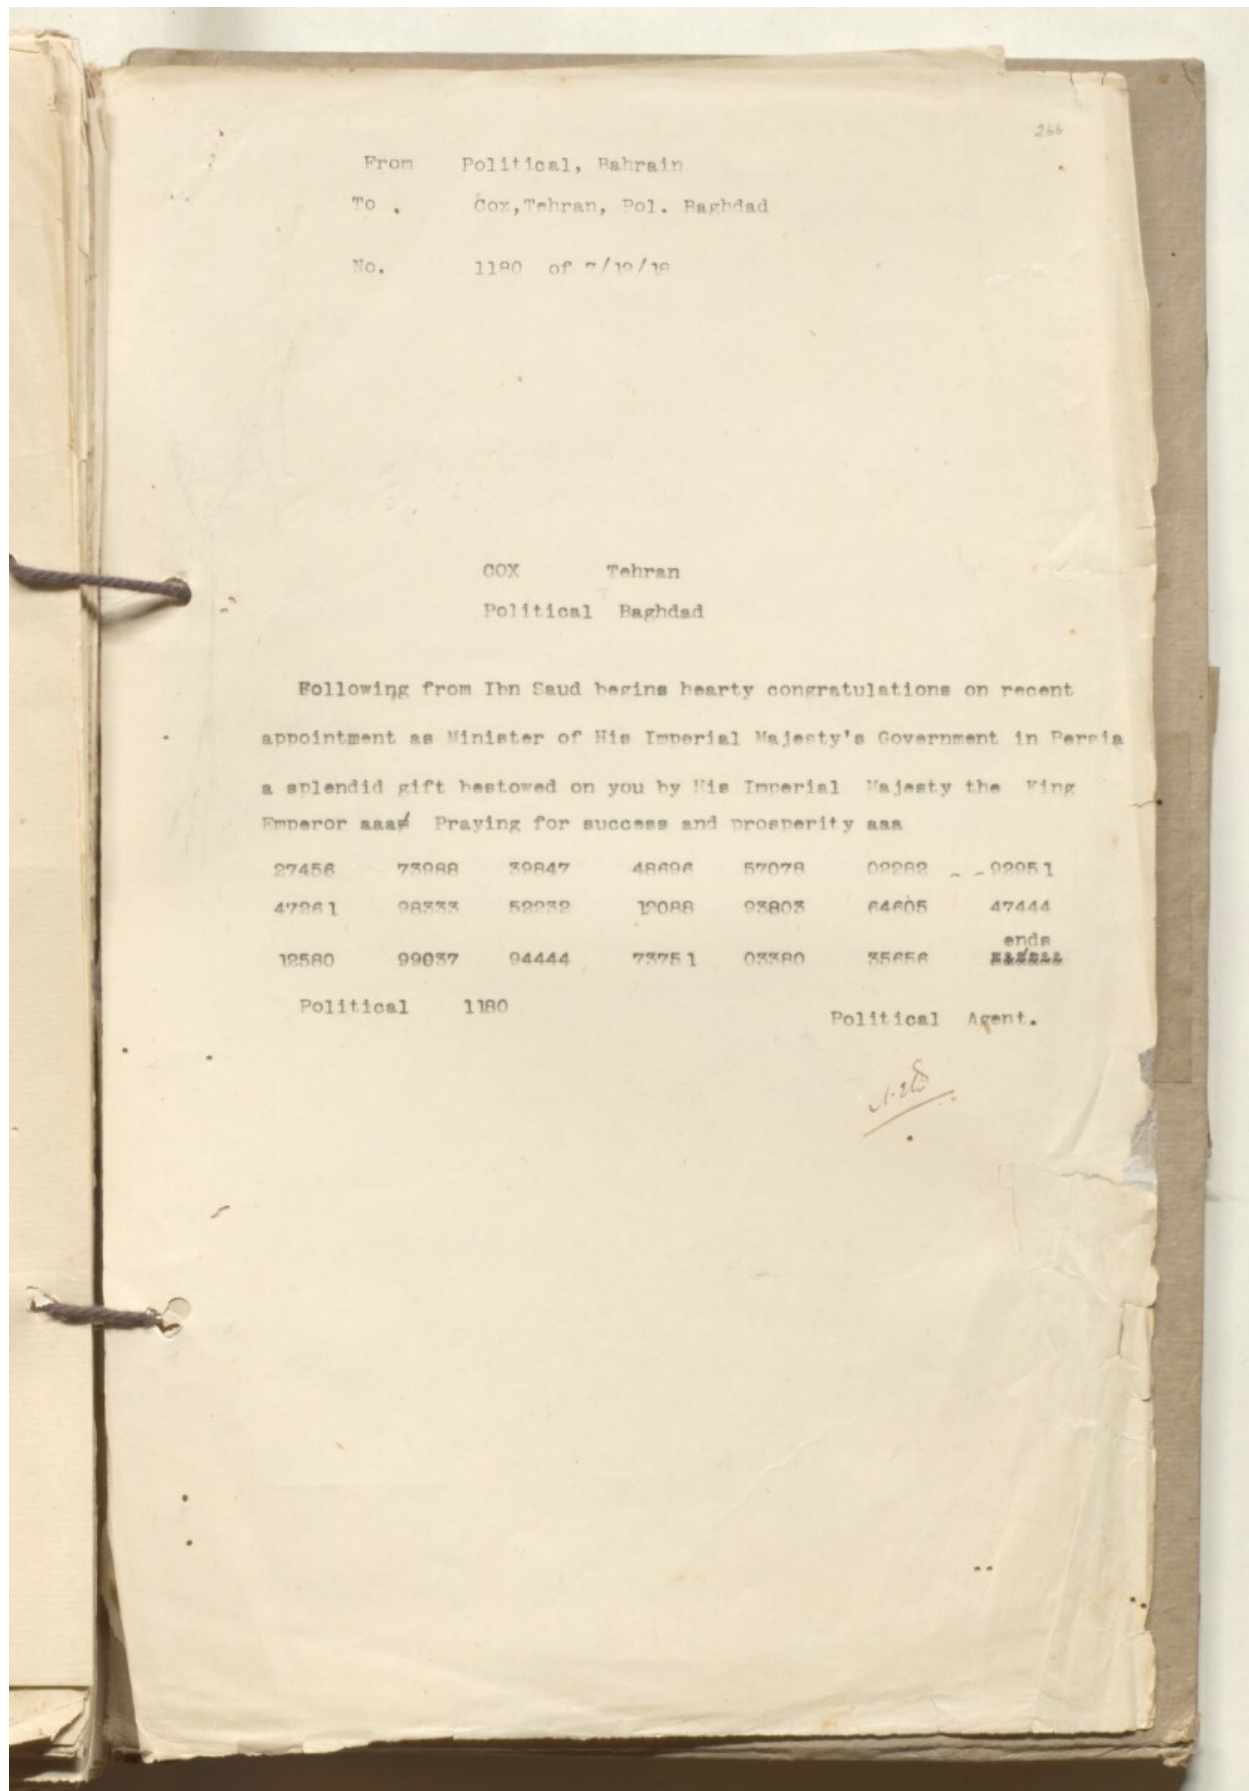 266
From Political, Bahrain
To . Cox,Tehran, Pol. Baghdad
No. 1180 of 7/12/18
COX Tehran
Political Baghdad
Following from Ibn Saud begins hearty congratulations on recent
appointment as Minister of His Imperial Majesty's Government in Persia
a splendid gift bestowed on you by His Imperial Majesty the King
Emperor aaa Praying for success and prosperity aaa
27456 73988 39847 48696 57078 02282 -- 92951
47261 98333 52232 12088 93803 64605 47444
ends
12580 99037 94444 73751 03380 35656
Political 1180
Political Agent.